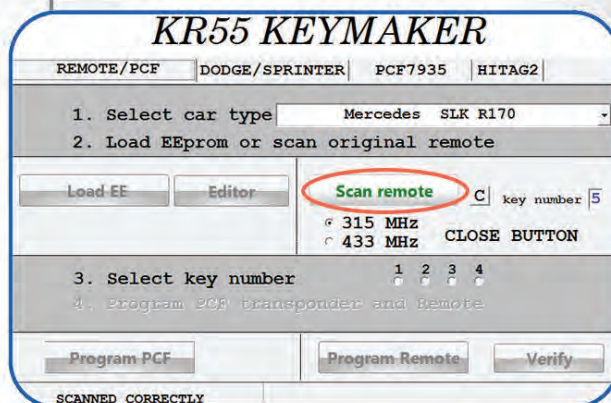 KR55 KEYMAKER
REMOTE/PCF DODGE/SPRINTER PCF7935 HITAG2
1. Select car type Mercedes SLK R170
2. Load EEprom or scan original remote
Load EE Editor Scan remote C key number 5
315 MHz
433 MHz CLOSE BUTTON
3. Select key number 1 2 3 4
4. Program PCF transponder and Remote
Program PCF Program Remote Verify
SCANNED CORRECTLY